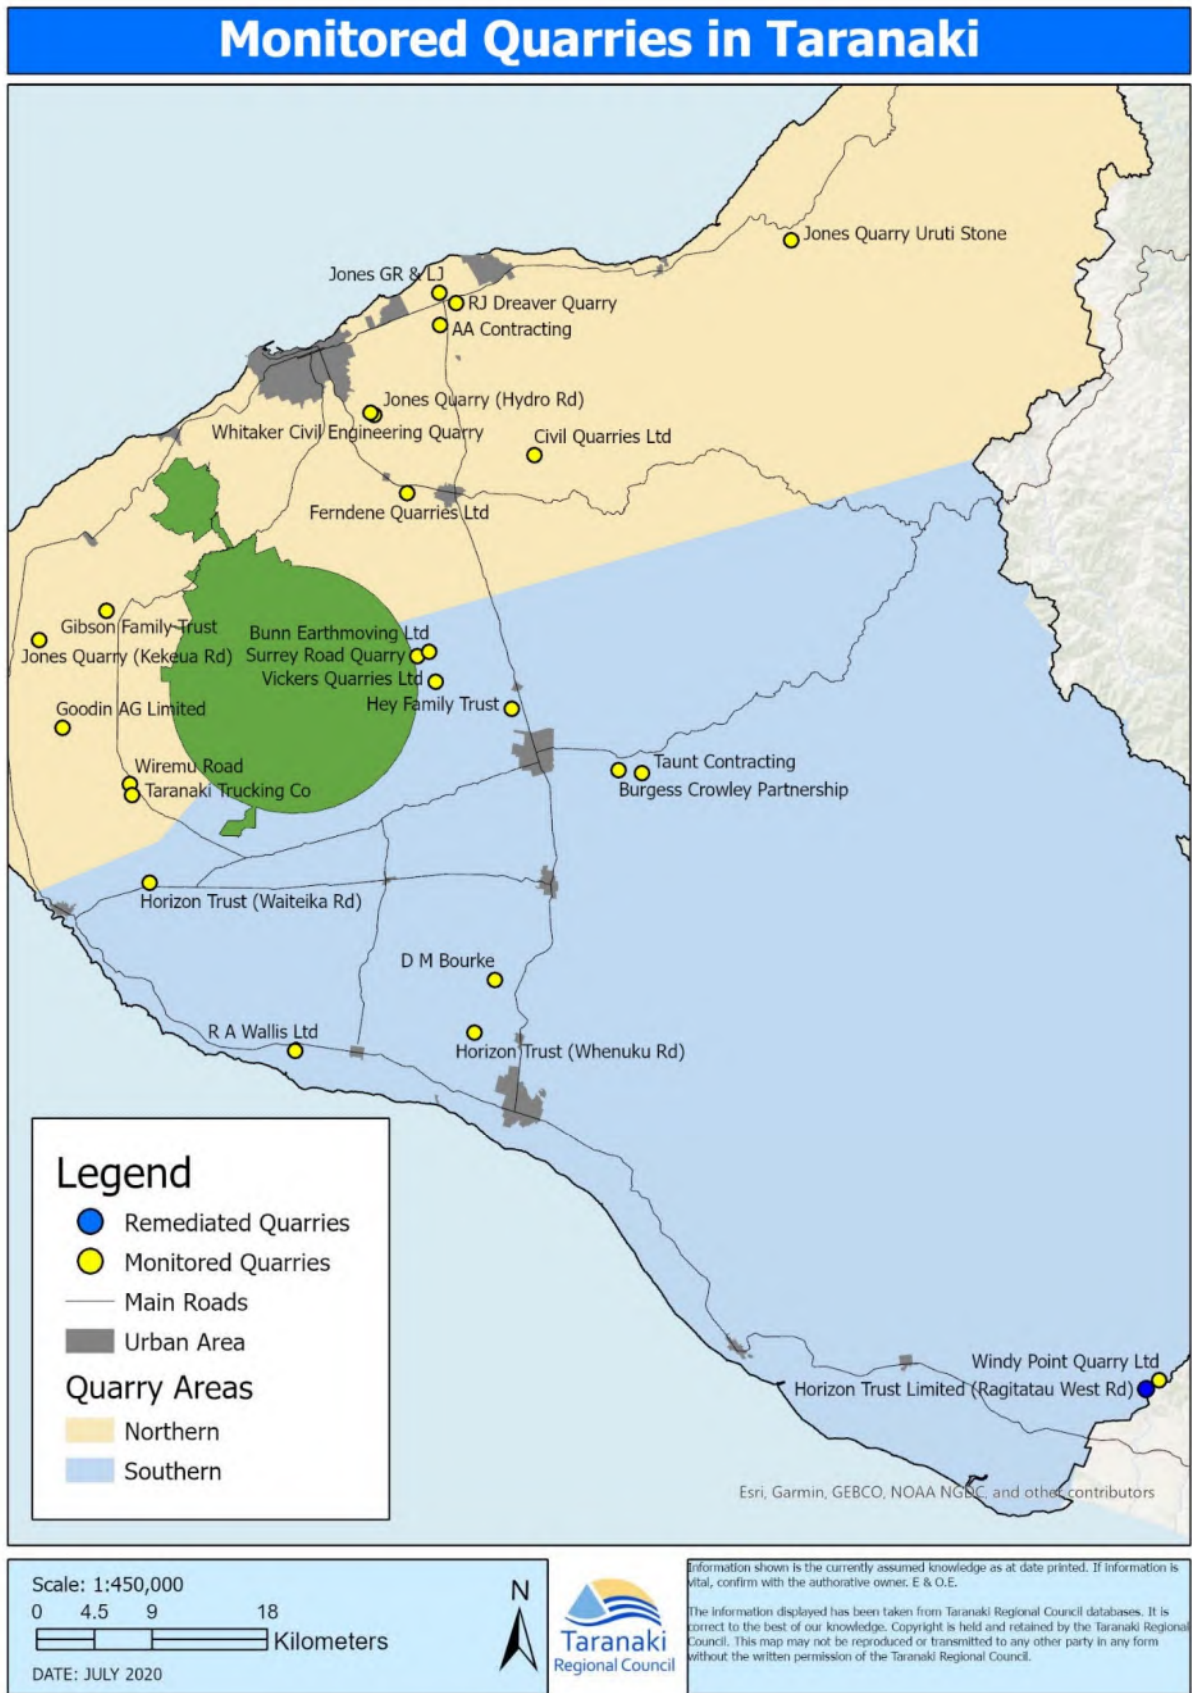 Monitored Quarries in Taranaki
Jones Quarry Uruti Stone
Jones GR & LJ
RJ Dreaver Quarry
AA Contracting
Jones Quarry (Hydro Rd)
Whitaker Civil Engineering Quarry
Civil Quarries Ltd
Ferndene Quarries Ltd
Gibson Family Trust
Bunn Earthmoving Ltd
Jones Quarry (Kekeua Rd)
Surrey Road Quarry
Vickers Quarries Ltd
Hey Family Trust
Goodin AG Limited
Wiremu Road
Taranaki Trucking Co
Taunt Contracting
Burgess Crowley Partnership
Horizon Trust (Waiteika Rd)
D M Bourke
R A Wallis Ltd
Horizon Trust (Whenuku Rd)
Legend
Remediated Quarries
Monitored Quarries
Main Roads
Urban Area
Quarry Areas
Northern
Southern
Windy Point Quarry Ltd
Horizon Trust Limited (Ragitatau West Rd)
Esri, Garmin, GEBCO, NOAA NGDC, and other contributors
Scale: 1:450,000
0 4.5 9 18
Kilometers
DATE: JULY 2020
N
Taranaki
Regional Council
Information shown is the currently assumed knowledge as at date printed. If information is
vital, confirm with the authorative owner. E & O.E.
The information displayed has been taken from Taranaki Regional Council databases. It is
correct to the best of our knowledge. Copyright is held and retained by the Taranaki Regional
Council. This map may not be reproduced or transmitted to any other party in any form
without the written permission of the Taranaki Regional Council.